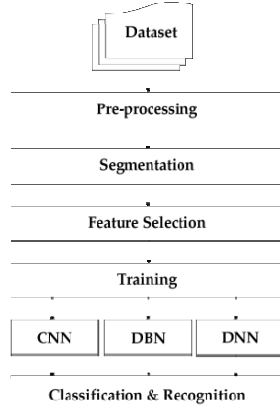 Dataset
Pre-processing
Segmentation
Feature Selection
Training
CNN DBN DNN
Classification & Recognition